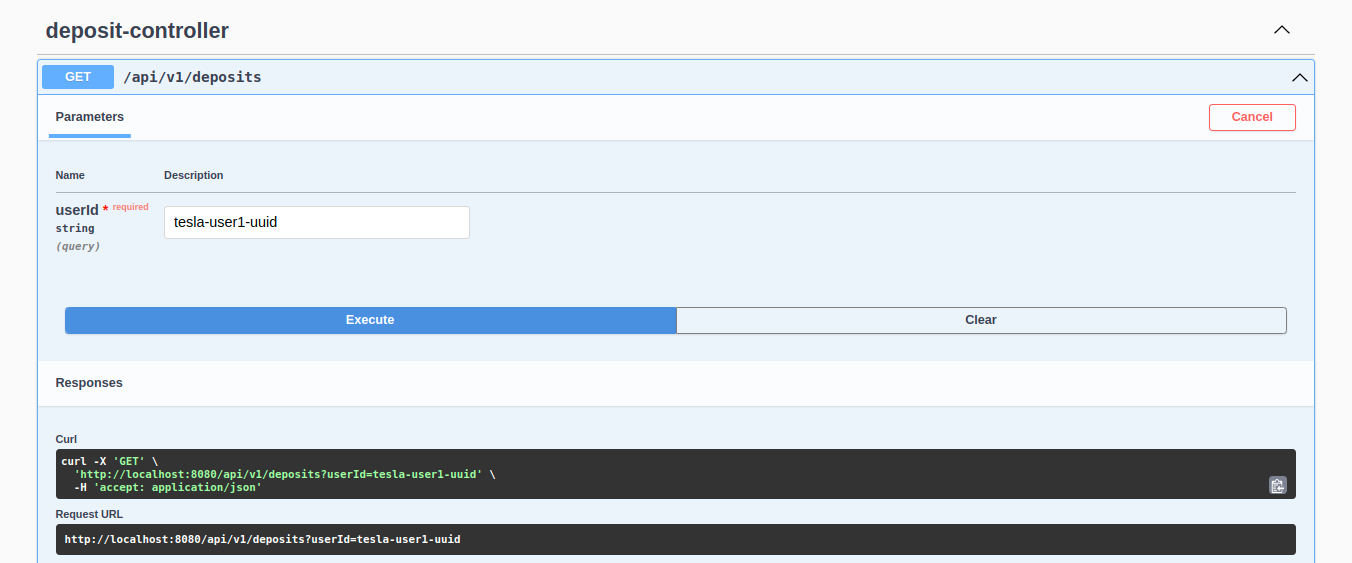 deposit-controller
GET /api/v1/deposits
Parameters
Cancel
Name Description
userId * required
string
(query)
tesla-user1-uuid
Execute Clear
Responses
Curl
curl -X 'GET' \
  'http://localhost:8080/api/v1/deposits?userId=tesla-user1-uuid' \
  -H 'accept: application/json'
Request URL
http://localhost:8080/api/v1/deposits?userId=tesla-user1-uuid